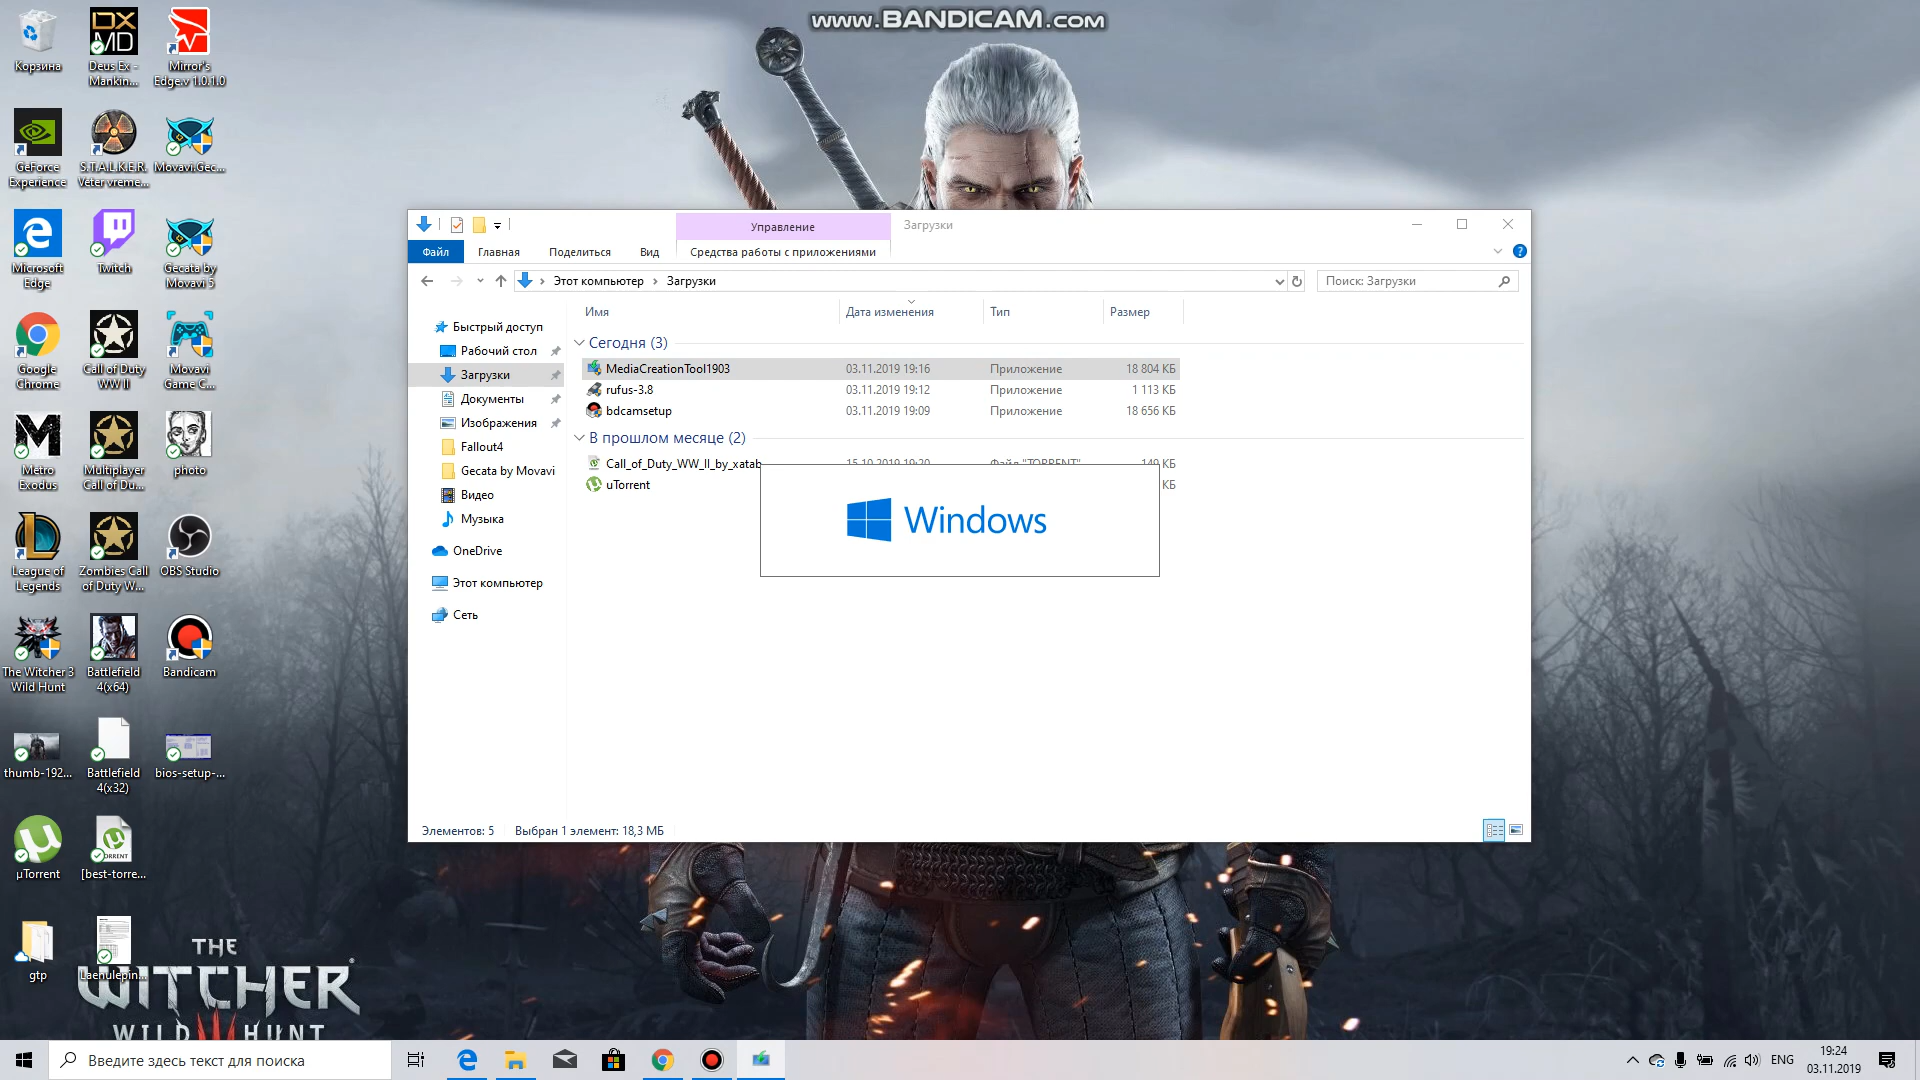 www.BANDICAM.com
Корзина
Deus Ex -
Mankin...
Mirror's
Edge.v 1.0.1.0
GeForce
Experience
S.T.A.L.K.E.R.
Veter vreme...
Movavi.Gec...
Microsoft
Edge
Twitch
Gecata by
Movavi 5
Google
Chrome
Call of Duty
WW II
Movavi
Game C...
Metro
Exodus
Multiplayer
Call of Du...
photo
League of
Legends
Zombies Call
of Duty W...
OBS Studio
The Witcher 3
Wild Hunt
Battlefield
4(x64)
Bandicam
thumb-192...
Battlefield
4(x32)
bios-setup-...
µTorrent
[best-torre...
gtp
THE
WITCHER
WILD HUNT
Управление
Загрузки
Файл
Главная
Поделиться
Вид
Средства работы с приложениями
Этот компьютер
Загрузки
Поиск: Загрузки
Имя
Дата изменения
Тип
Размер
Быстрый доступ
Рабочий стол
Загрузки
Документы
Изображения
Fallout4
Gecata by Movavi
Видео
Музыка
OneDrive
Этот компьютер
Сеть
Сегодня (3)
MediaCreationTool1903 03.11.2019 19:16 Приложение 18 804 КБ
rufus-3.8 03.11.2019 19:12 Приложение 1 113 КБ
bdcamsetup 03.11.2019 19:09 Приложение 18 656 КБ
В прошлом месяце (2)
Call_of_Duty_WW_II_by_xatab 15.10.2019 19:20 Файл "TORRENT" 149 КБ
uTorrent КБ
Windows
Элементов: 5
Выбран 1 элемент: 18,3 МБ
Введите здесь текст для поиска
ENG
19:24
03.11.2019